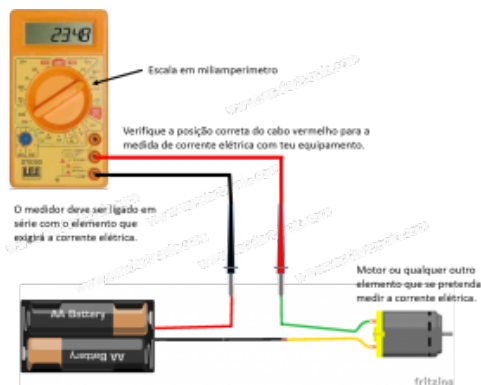 2348
Escala em miliamperímetro
Verifique a posição correta do cabo vermelho para a
medida de corrente elétrica com teu equipamento.
O medidor deve ser ligado em
série com o elemento que
exigirá a corrente elétrica.
Motor ou qualquer outro
elemento que se pretenda
medir a corrente elétrica.
AA Battery
AA Battery
fritzing